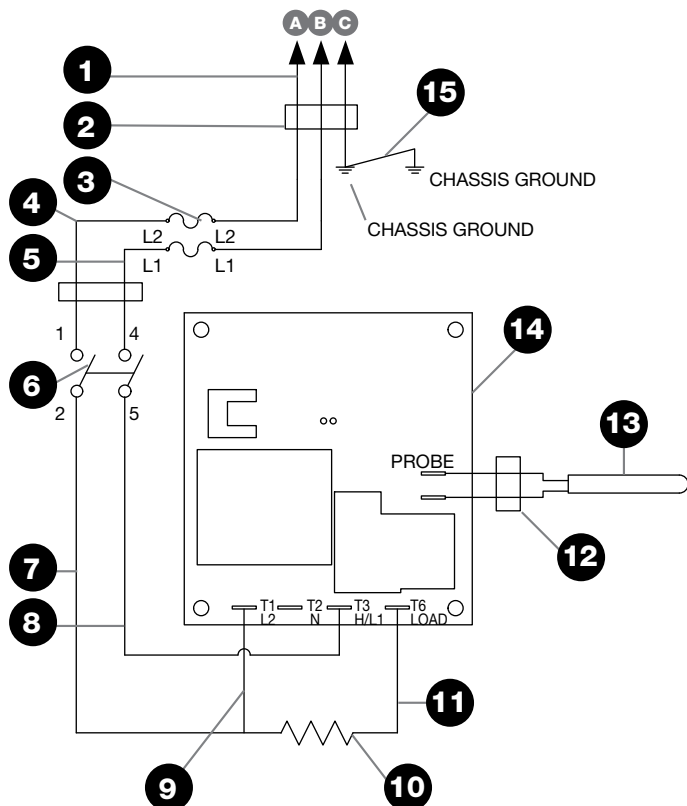 A B C
1
15
2
3
CHASSIS GROUND
4
CHASSIS GROUND
L2 L2
5
L1 L1
1 4
14
6
2 5
PROBE
13
12
7
T1 T2 T3 T6
8
L2 N H/L1 LOAD
11
9
10